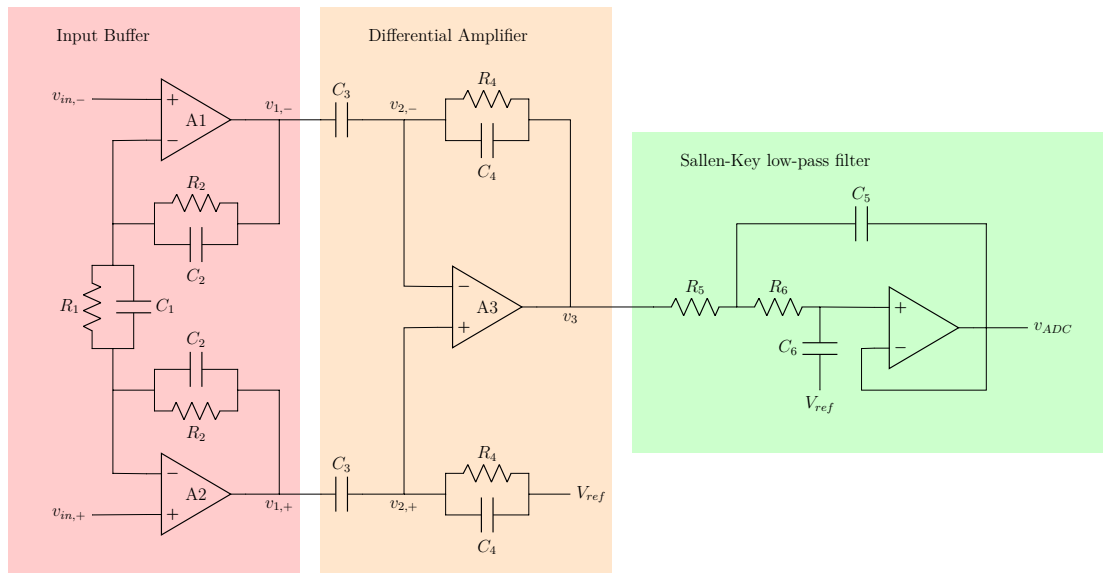 Input Buffer
Differential Amplifier
v_{in,-}
+
A1
−
v_{1,-}
C_3
v_{2,-}
R_4
C_4
Sallen-Key low-pass filter
R_2
C_2
C_5
R_1
C_1
−
A3
+
v_3
R_5
R_6
+
−
v_{ADC}
C_6
V_{ref}
C_2
R_2
−
A2
+
v_{in,+}
v_{1,+}
C_3
v_{2,+}
R_4
C_4
V_{ref}